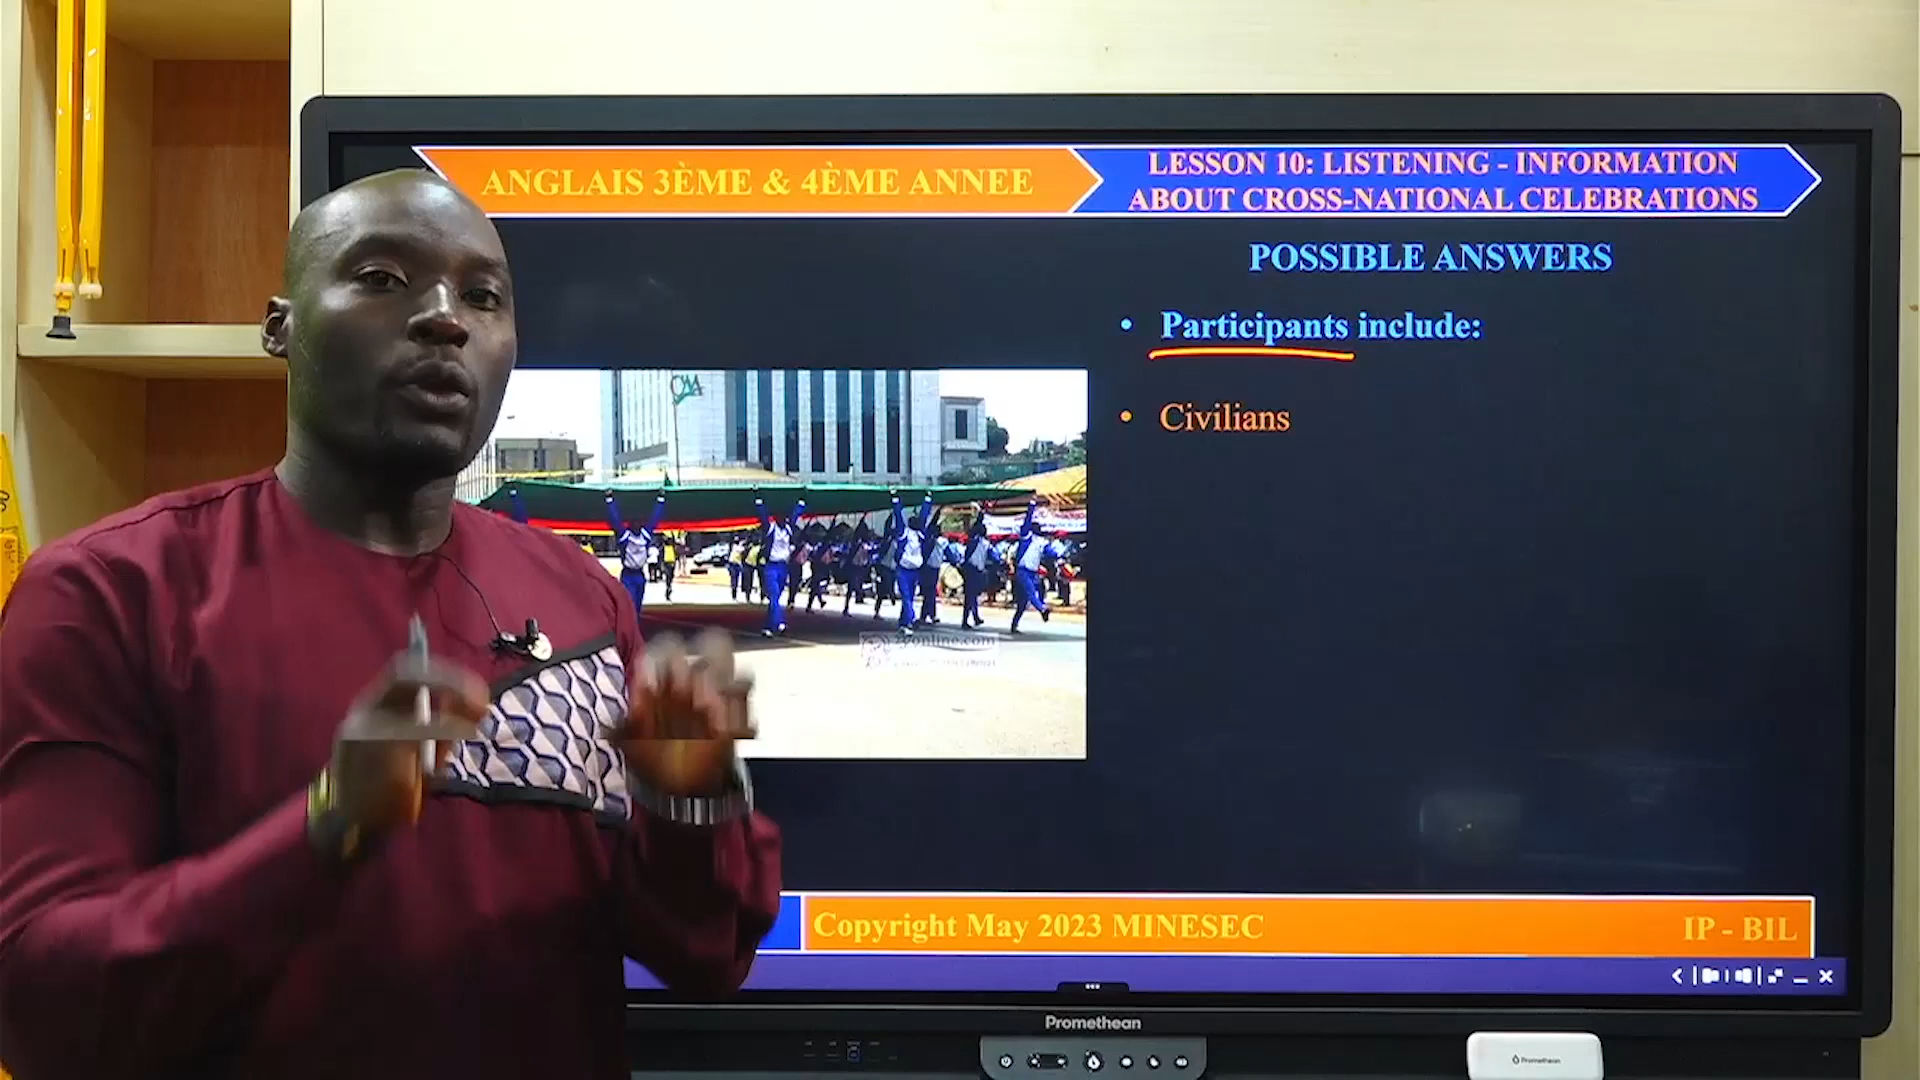 ANGLAIS 3ÈME & 4ÈME ANNEE
LESSON 10: LISTENING - INFORMATION
ABOUT CROSS-NATIONAL CELEBRATIONS
POSSIBLE ANSWERS
• Participants include:
• Civilians
Copyright May 2023 MINESEC
IP - BIL
Promethean
Promethean